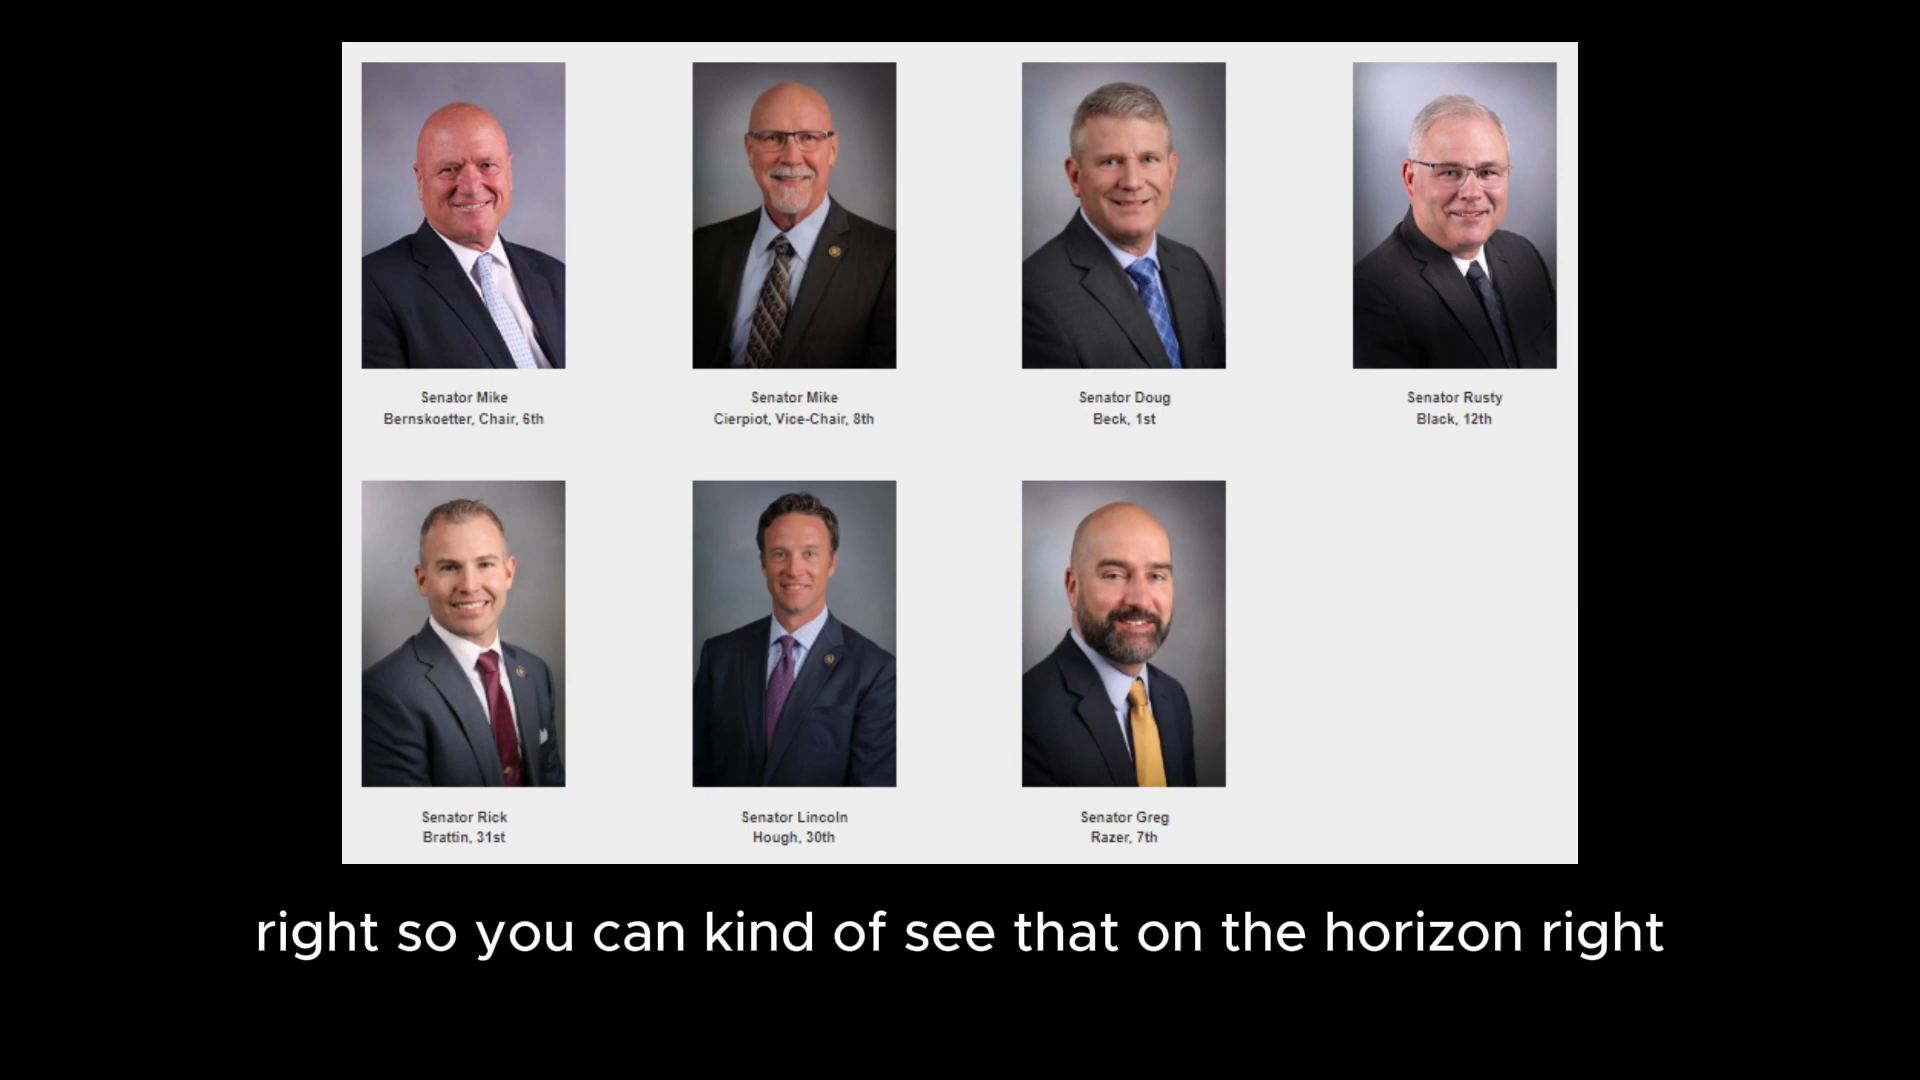 Senator Mike
Bernskoetter, Chair, 6th
Senator Mike
Cierpiot, Vice-Chair, 8th
Senator Doug
Beck, 1st
Senator Rusty
Black, 12th
Senator Rick
Brattin, 31st
Senator Lincoln
Hough, 30th
Senator Greg
Razer, 7th
right so you can kind of see that on the horizon right